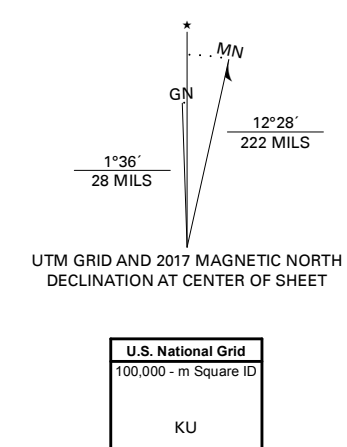 ★
MN
GN
12°28´
222 MILS
1°36´
28 MILS
UTM GRID AND 2017 MAGNETIC NORTH
DECLINATION AT CENTER OF SHEET
U.S. National Grid
100,000 - m Square ID
KU